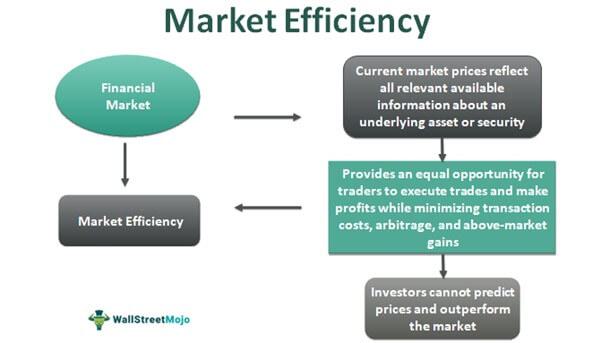 Market Efficiency
Financial
Market
Current market prices reflect
all relevant available
information about an
underlying asset or security
Market Efficiency
Provides an equal opportunity for
traders to execute trades and make
profits while minimizing transaction
costs, arbitrage, and above-market
gains
Investors cannot predict
prices and outperform
the market
WallStreetMojo